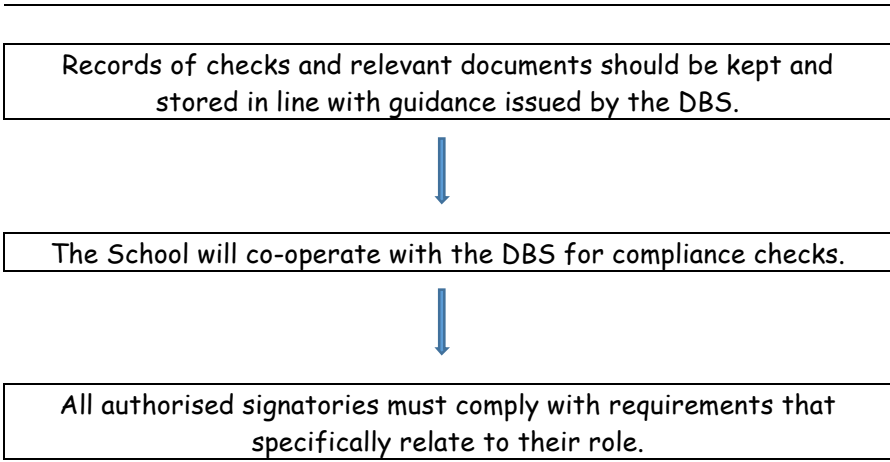 Records of checks and relevant documents should be kept and
stored in line with guidance issued by the DBS.
The School will co-operate with the DBS for compliance checks.
All authorised signatories must comply with requirements that
specifically relate to their role.